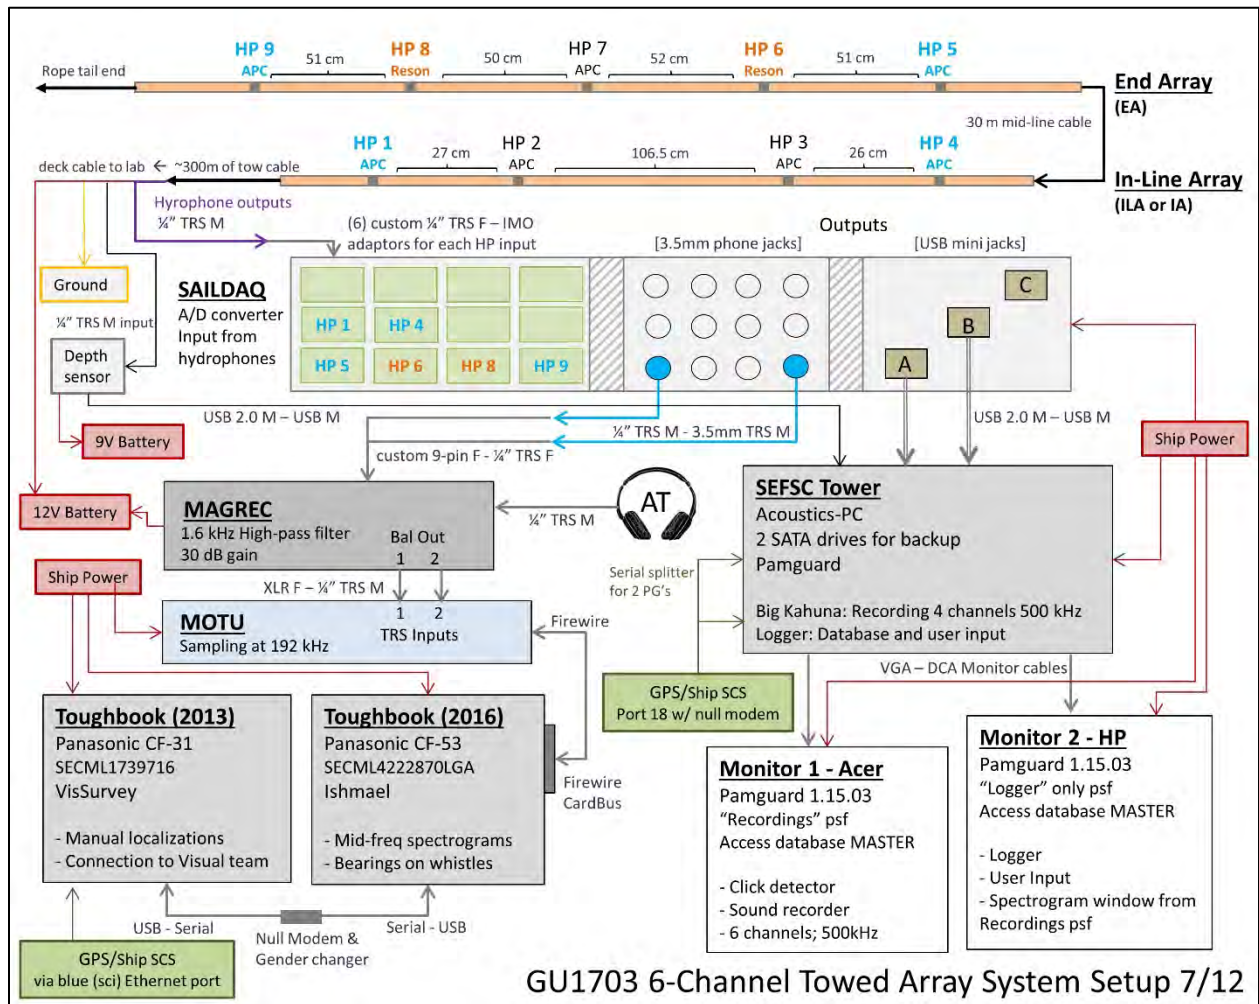 HP 9
APC
51 cm
HP 8
Reson
50 cm
HP 7
APC
52 cm
HP 6
Reson
51 cm
HP 5
APC
Rope tail end
End Array
(EA)
30 m mid-line cable
deck cable to lab ← ~300m of tow cable
HP 1
APC
27 cm
HP 2
APC
106.5 cm
HP 3
APC
26 cm
HP 4
APC
In-Line Array
(ILA or IA)
Hyrophone outputs
¼” TRS M
(6) custom ¼” TRS F – IMO
adaptors for each HP input
Outputs
[3.5mm phone jacks]
[USB mini jacks]
Ground
SAILDAQ
A/D converter
Input from
hydrophones
HP 1
HP 4
HP 5
HP 6
HP 8
HP 9
A
B
C
¼” TRS M input
Depth
sensor
USB 2.0 M – USB M
USB 2.0 M – USB M
¼” TRS M - 3.5mm TRS M
custom 9-pin F - ¼” TRS F
9V Battery
12V Battery
Ship Power
MAGREC
1.6 kHz High-pass filter
30 dB gain
Bal Out
1 2
AT
¼” TRS M
SEFSC Tower
Acoustics-PC
2 SATA drives for backup
Pamguard
Big Kahuna: Recording 4 channels 500 kHz
Logger: Database and user input
Serial splitter
for 2 PG's
Ship Power
XLR F – ¼” TRS M
MOTU
Sampling at 192 kHz
1 2
TRS Inputs
Firewire
VGA – DCA Monitor cables
GPS/Ship SCS
Port 18 w/ null modem
Toughbook (2013)
Panasonic CF-31
SECML1739716
VisSurvey
- Manual localizations
- Connection to Visual team
Toughbook (2016)
Panasonic CF-53
SECML4222870LGA
Ishmael
- Mid-freq spectrograms
- Bearings on whistles
Firewire
CardBus
Monitor 1 - Acer
Pamguard 1.15.03
“Recordings” psf
Access database MASTER
- Click detector
- Sound recorder
- 6 channels; 500kHz
Monitor 2 - HP
Pamguard 1.15.03
“Logger” only psf
Access database MASTER
- Logger
- User Input
- Spectrogram window from
Recordings psf
USB - Serial
Null Modem &
Gender changer
Serial - USB
GPS/Ship SCS
via blue (sci) Ethernet port
GU1703 6-Channel Towed Array System Setup 7/12